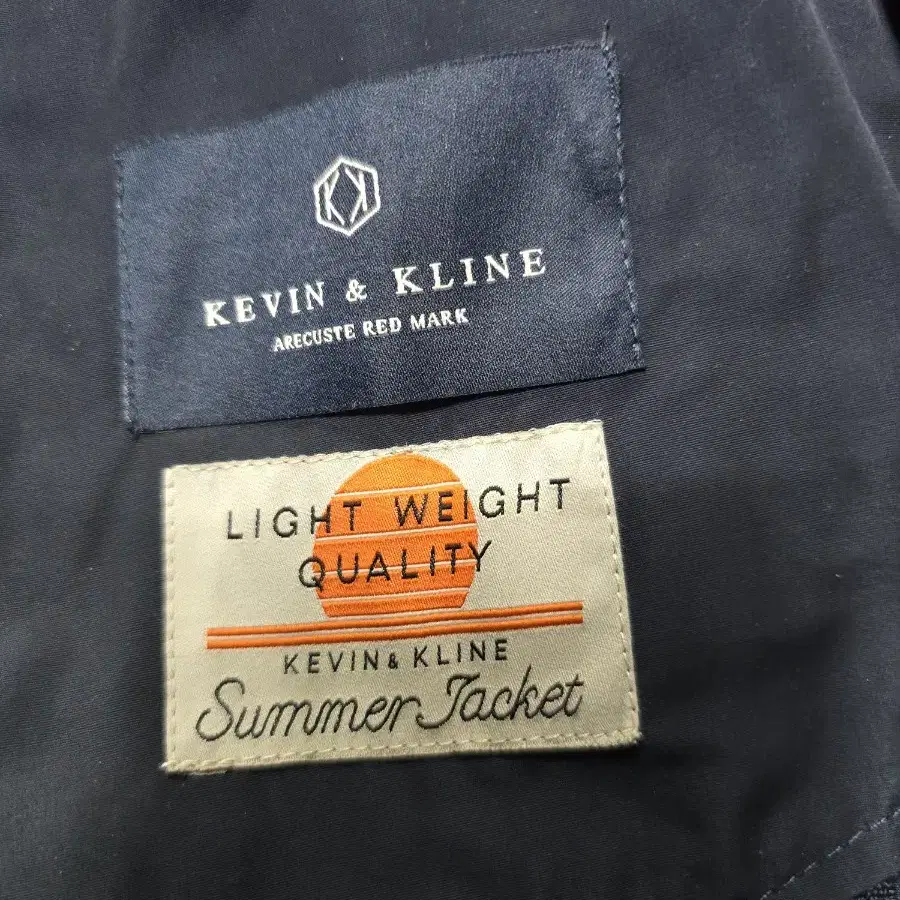 KK
KEVIN & KLINE
ARECUSTE RED MARK
LIGHT WEIGHT
QUALITY
KEVIN & KLINE
Summer Jacket